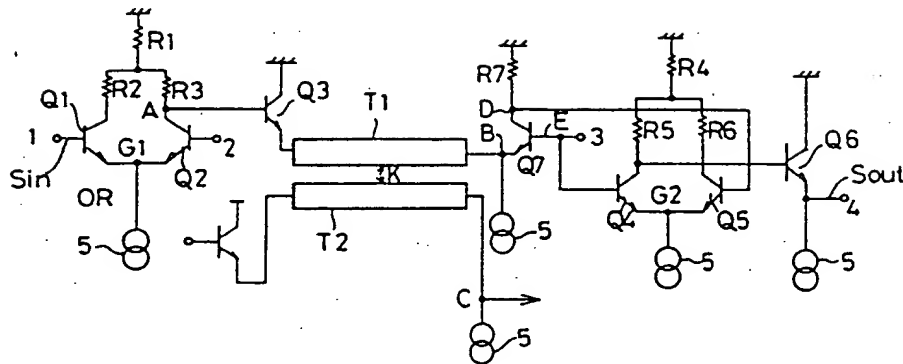 R1
R2
R3
Q1
A
Q3
1
G1
2
Sin
Q2
OR
5
T1
K
T2
R7
D
B
E
3
Q7
5
C
5
R4
R5
R6
G2
Q4
Q5
5
Q6
Sout
4
5